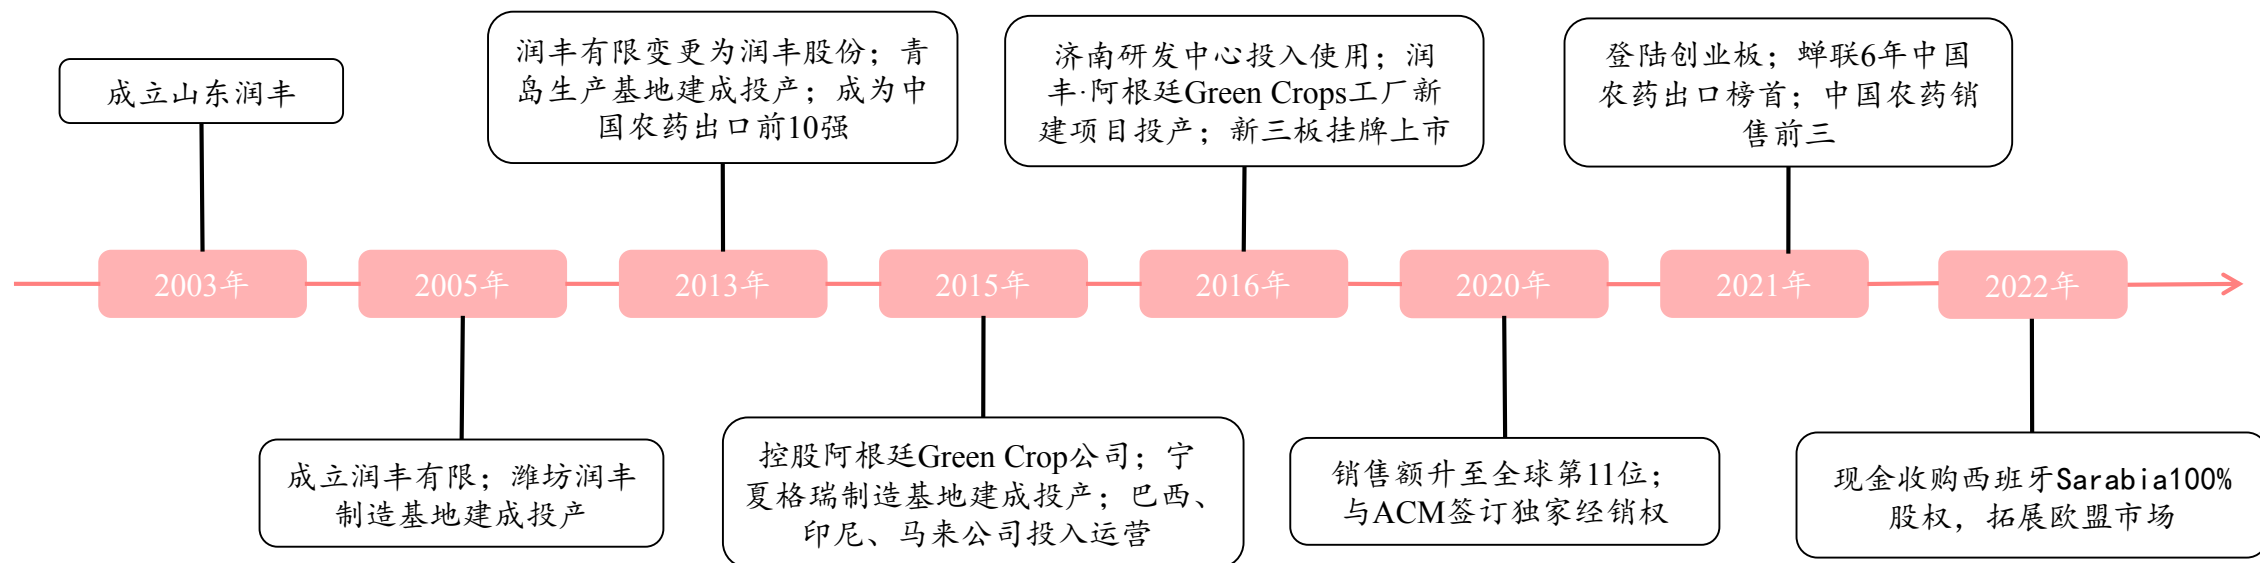 成立山东润丰
润丰有限变更为润丰股份；青
岛生产基地建成投产；成为中
国农药出口前10强
济南研发中心投入使用；润
丰·阿根廷Green Crops工厂新
建项目投产；新三板挂牌上市
登陆创业板；蝉联6年中国
农药出口榜首；中国农药销
售前三
2003年
2005年
2013年
2015年
2016年
2020年
2021年
2022年
成立润丰有限；潍坊润丰
制造基地建成投产
控股阿根廷Green Crop公司；宁
夏格瑞制造基地建成投产；巴西、
印尼、马来公司投入运营
销售额升至全球第11位；
与ACM签订独家经销权
现金收购西班牙Sarabia100%
股权，拓展欧盟市场